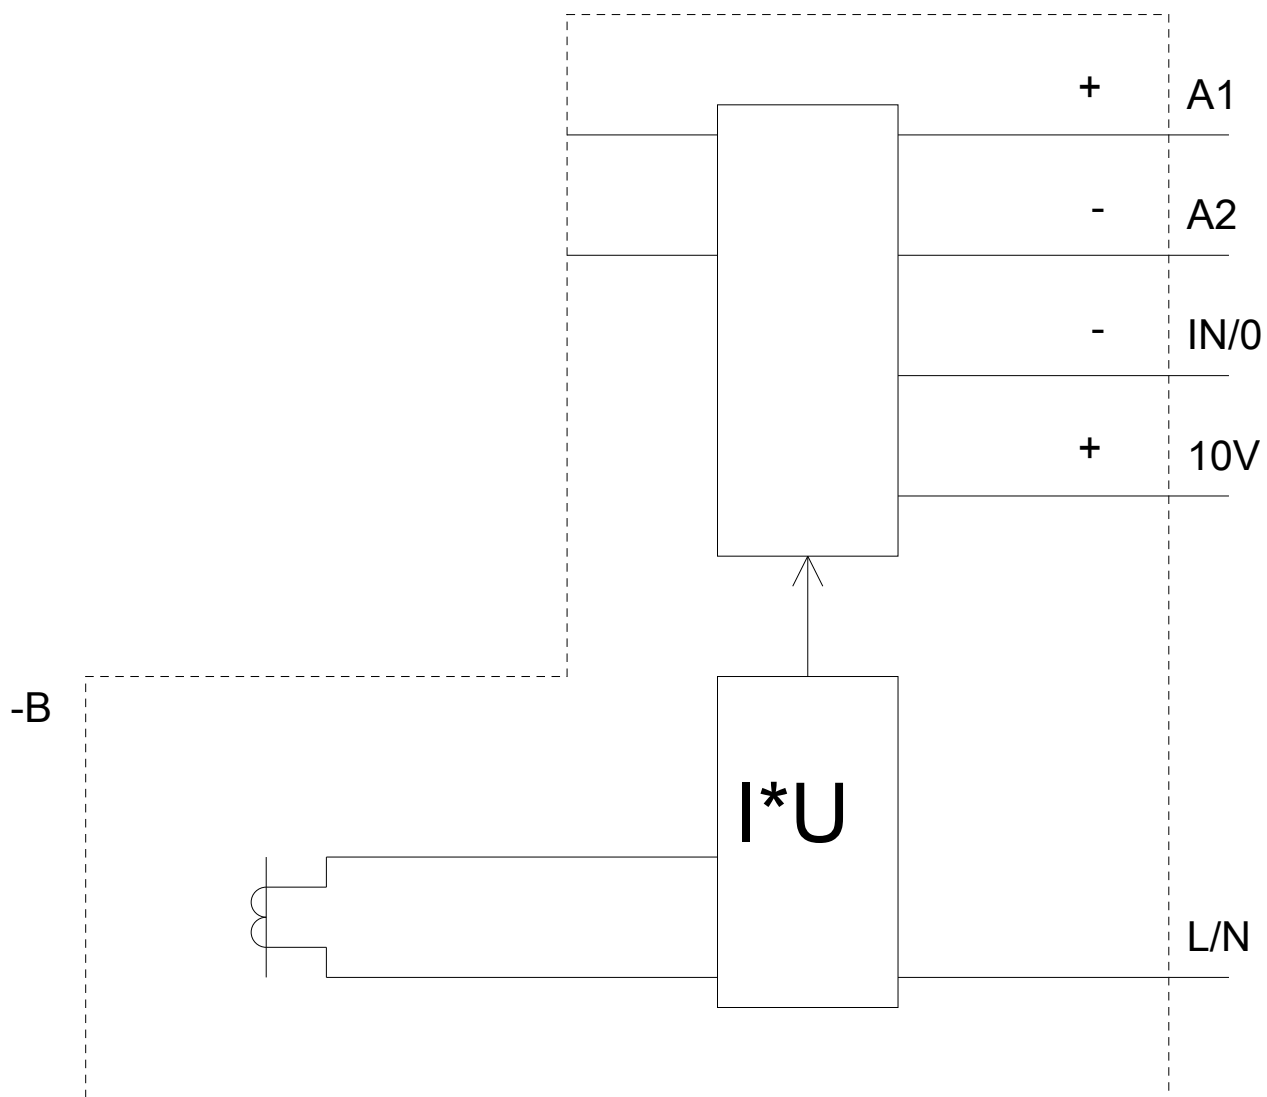 + A1
- A2
- IN/0
+ 10V
-B
I*U
L/N